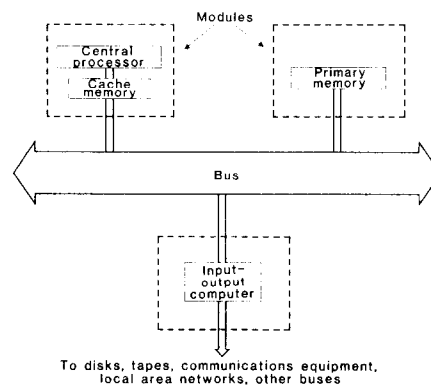 Modules
Central
processor
Cache
memory
Primary
memory
Bus
Input-
output
computer
To disks, tapes, communications equipment,
local area networks, other buses